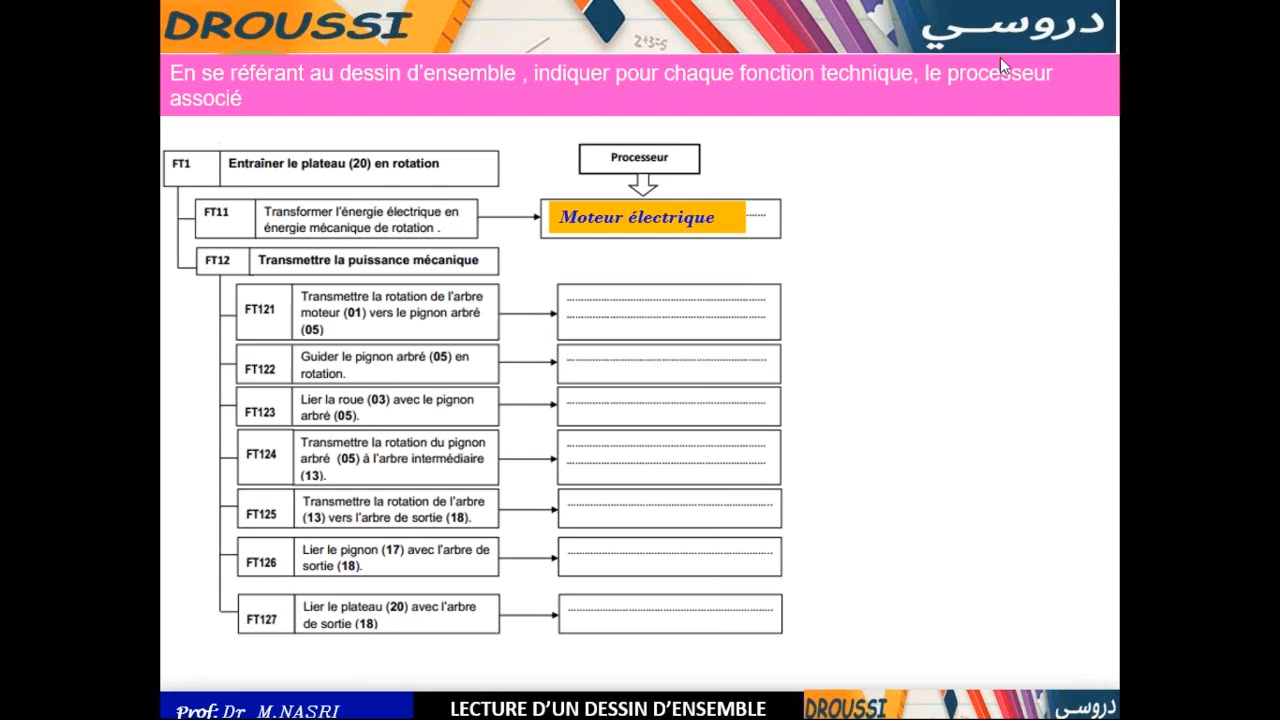 DROUSSI
دروسي
2+3=5
En se référant au dessin d’ensemble , indiquer pour chaque fonction technique, le processeur
associé
FT1
Entraîner le plateau (20) en rotation
Processeur
FT11
Transformer l’énergie électrique en
énergie mécanique de rotation .
Moteur électrique
FT12
Transmettre la puissance mécanique
FT121
Transmettre la rotation de l’arbre
moteur (01) vers le pignon arbré
(05)
FT122
Guider le pignon arbré (05) en
rotation.
FT123
Lier la roue (03) avec le pignon
arbré (05).
FT124
Transmettre la rotation du pignon
arbré (05) à l’arbre intermédiaire
(13).
FT125
Transmettre la rotation de l’arbre
(13) vers l’arbre de sortie (18).
FT126
Lier le pignon (17) avec l’arbre de
sortie (18).
FT127
Lier le plateau (20) avec l’arbre
de sortie (18)
Prof: Dr M.NASRI
LECTURE D’UN DESSIN D’ENSEMBLE
DROUSSI
دروسي